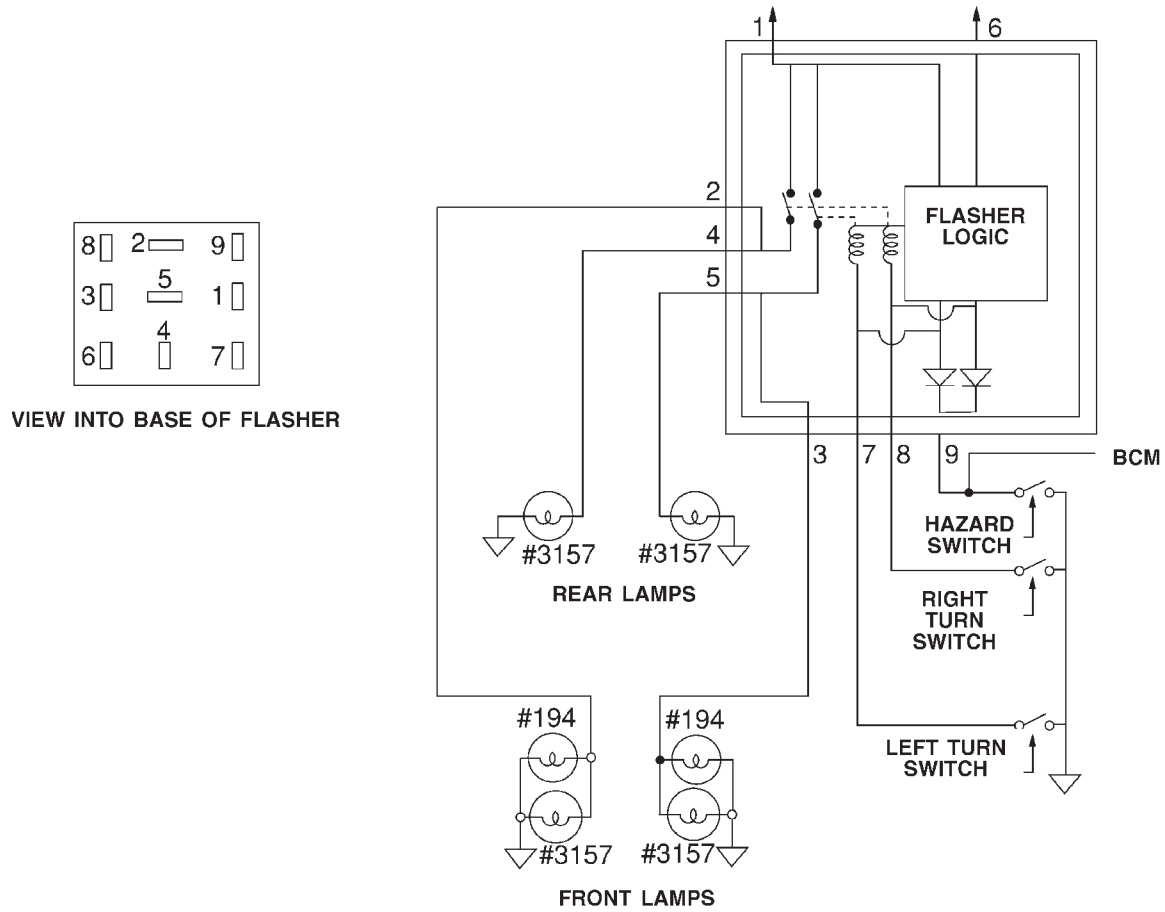 1
6
2
FLASHER
LOGIC
4
5
8 2 9
5
3 1
4
6 7
VIEW INTO BASE OF FLASHER
3 7 8 9
BCM
HAZARD
SWITCH
#3157 #3157
REAR LAMPS
RIGHT
TURN
SWITCH
#194 #194
LEFT TURN
SWITCH
#3157 #3157
FRONT LAMPS